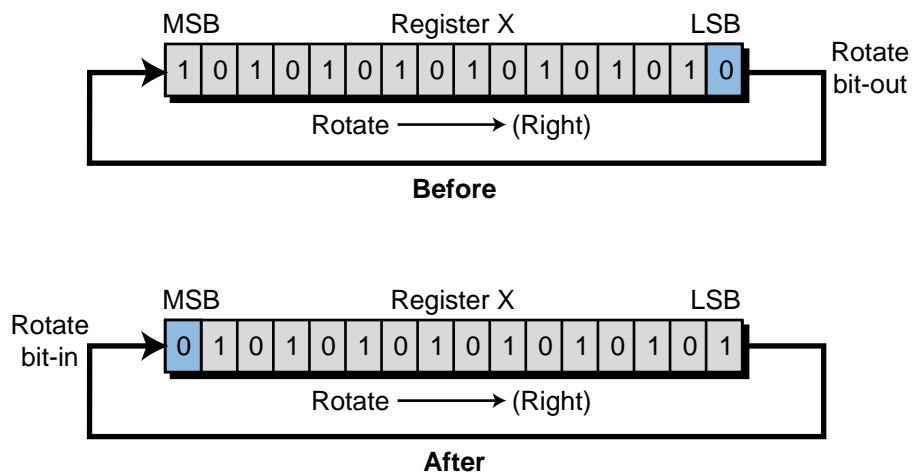 MSB Register X LSB
1 0 1 0 1 0 1 0 1 0 1 0 1 0 1 0
Rotate
bit-out
Rotate (Right)
Before
MSB Register X LSB
Rotate
bit-in
0 1 0 1 0 1 0 1 0 1 0 1 0 1 0 1
Rotate (Right)
After